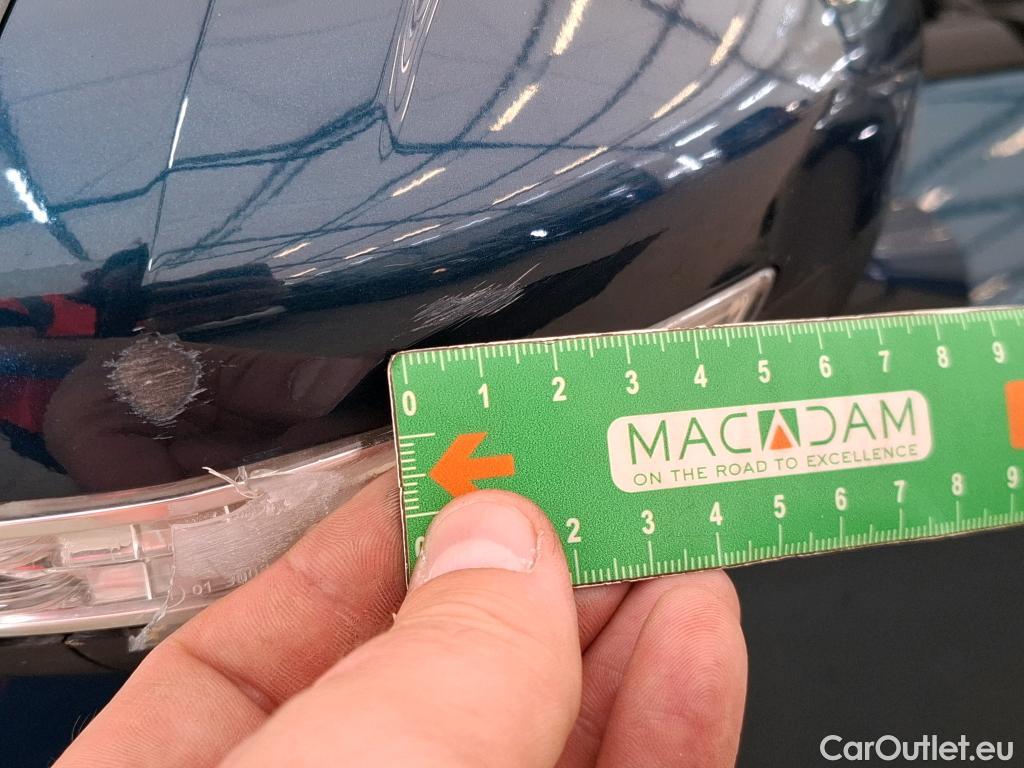 0 1 2 3 4 5 6 7 8 9
MACADAM
ON THE ROAD TO EXCELLENCE
2 3 4 5 6 7 8 9
CarOutlet.eu